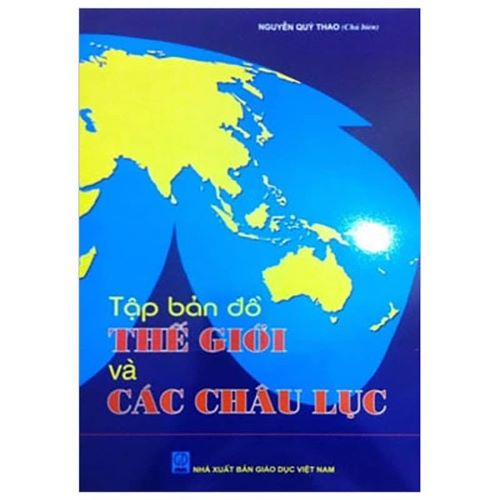 NGUYỄN QUÝ THAO (Chủ biên)
Tập bản đồ
THẾ GIỚI
và
CÁC CHÂU LỤC
NHÀ XUẤT BẢN GIÁO DỤC VIỆT NAM